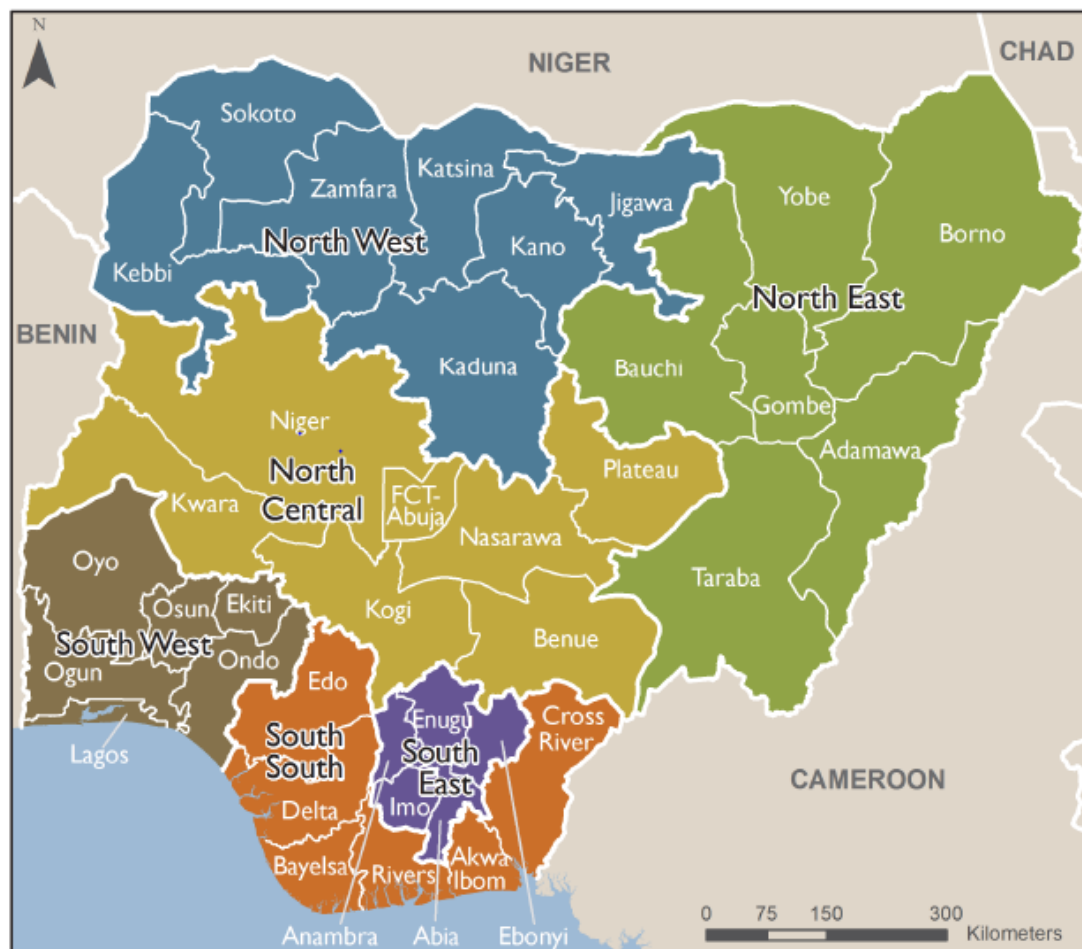 N
NIGER
CHAD
Sokoto
Katsina
Zamfara
Jigawa
Yobe
Kano
Borno
North West
Kebbi
North East
BENIN
Kaduna
Bauchi
Gombe
Niger
Adamawa
Plateau
North
Central
FCT-
Abuja
Kwara
Nasarawa
Oyo
Taraba
Osun
Ekiti
Kogi
Benue
South West
Ondo
Ogun
Edo
Cross
River
Enugu
South
South
South
East
Lagos
CAMEROON
Imo
Delta
Bayelsa
Rivers
Akwa
Ibom
Anambra
Abia
Ebonyi
0 75 150 300
Kilometers